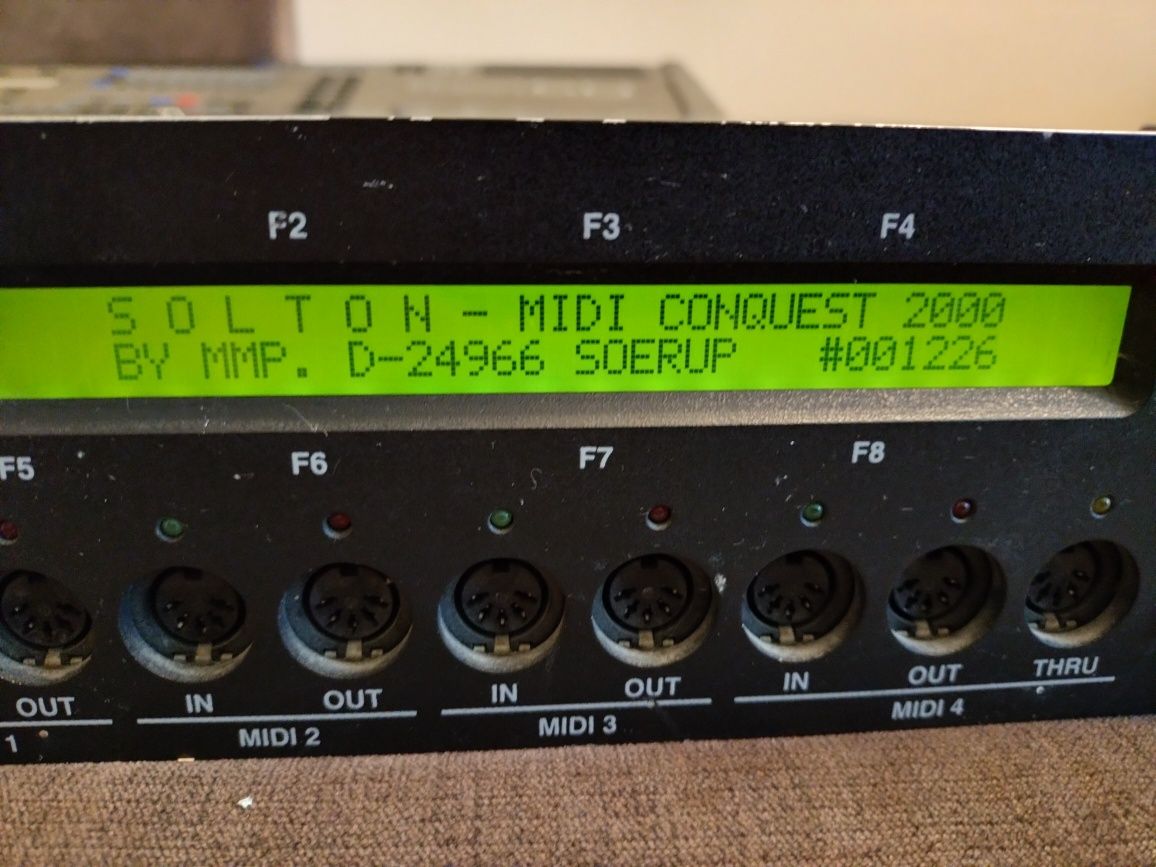 F2 F3 F4
S O L T O N - MIDI CONQUEST 2000
BY MMP. D-24966 SOERUP #001226
F5 F6 F7 F8
OUT IN OUT IN OUT IN OUT THRU
1 MIDI 2 MIDI 3 MIDI 4